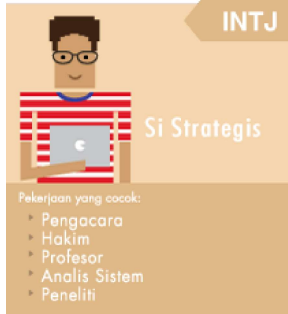 INTJ
Si Strategis
Pekerjaan yang cocok:
Pengacara
Hakim
Profesor
Analis Sistem
Peneliti